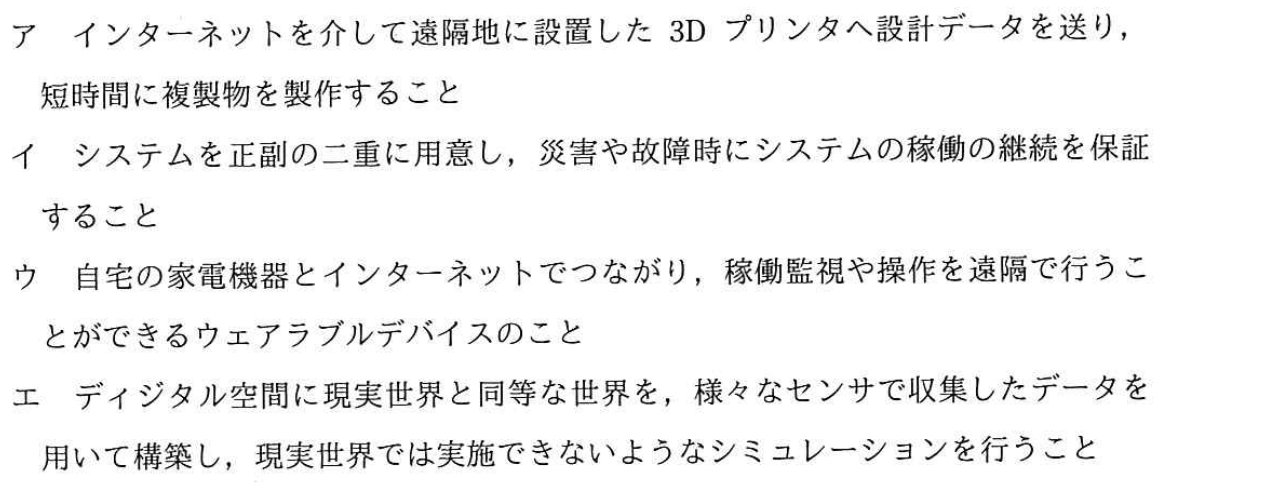 ア　インターネットを介して遠隔地に設置した 3D プリンタへ設計データを送り，
短時間に複製物を製作すること
イ　システムを正副の二重に用意し，災害や故障時にシステムの稼働の継続を保証
すること
ウ　自宅の家電機器とインターネットでつながり，稼働監視や操作を遠隔で行うこ
とができるウェアラブルデバイスのこと
エ　ディジタル空間に現実世界と同等な世界を，様々なセンサで収集したデータを
用いて構築し，現実世界では実施できないようなシミュレーションを行うこと